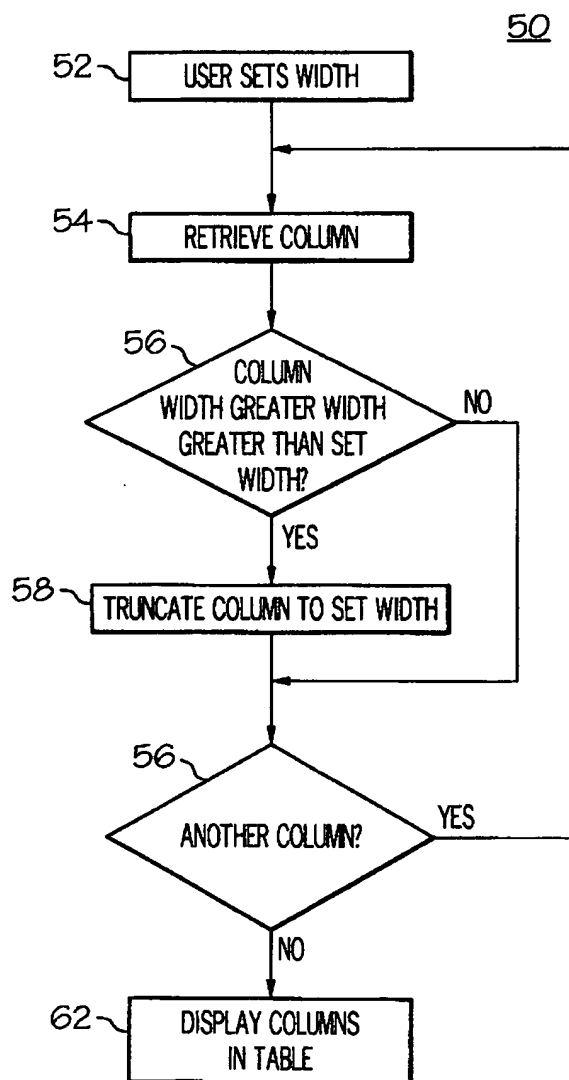 50
52
USER SETS WIDTH
54
RETRIEVE COLUMN
56
COLUMN
WIDTH GREATER WIDTH
GREATER THAN SET
WIDTH?
NO
YES
58
TRUNCATE COLUMN TO SET WIDTH
56
ANOTHER COLUMN?
YES
NO
62
DISPLAY COLUMNS
IN TABLE